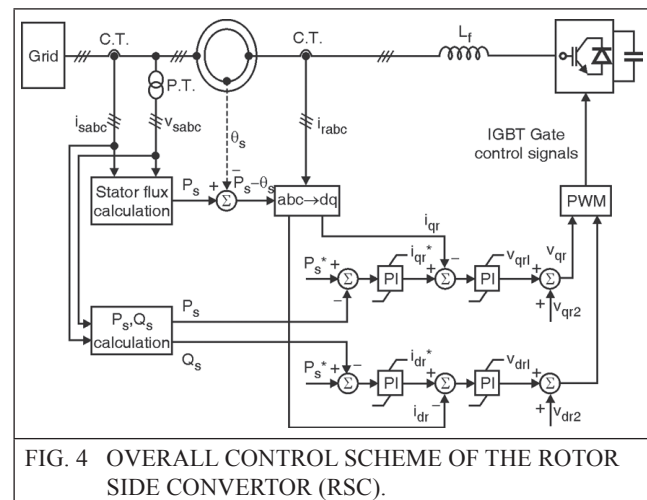 C.T.
C.T.
L_f
Grid
P.T.
i_sabc
v_sabc
θ_s
i_rabc
IGBT Gate
control signals
Stator flux
calculation
P_s
+
−
Σ
P_s−θ_s
abc→dq
PWM
i_qr
v_qr
P_s*
+
−
Σ
PI
i_qr*
+
−
Σ
PI
v_qrl
+
Σ
+
v_qr2
P_s,Q_s
calculation
P_s
Q_s
P_s*
+
−
Σ
PI
i_dr*
+
−
Σ
i_dr
PI
v_drl
+
Σ
+
v_dr2
FIG. 4 OVERALL CONTROL SCHEME OF THE ROTOR
SIDE CONVERTOR (RSC).